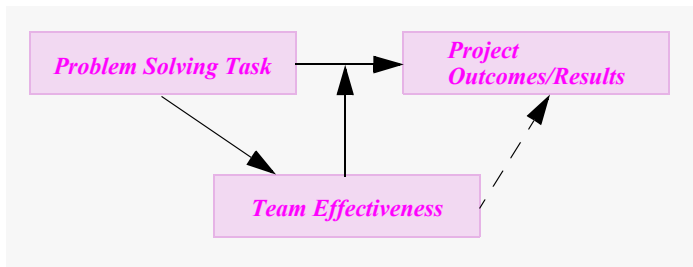 Problem Solving Task
Project
Outcomes/Results
Team Effectiveness